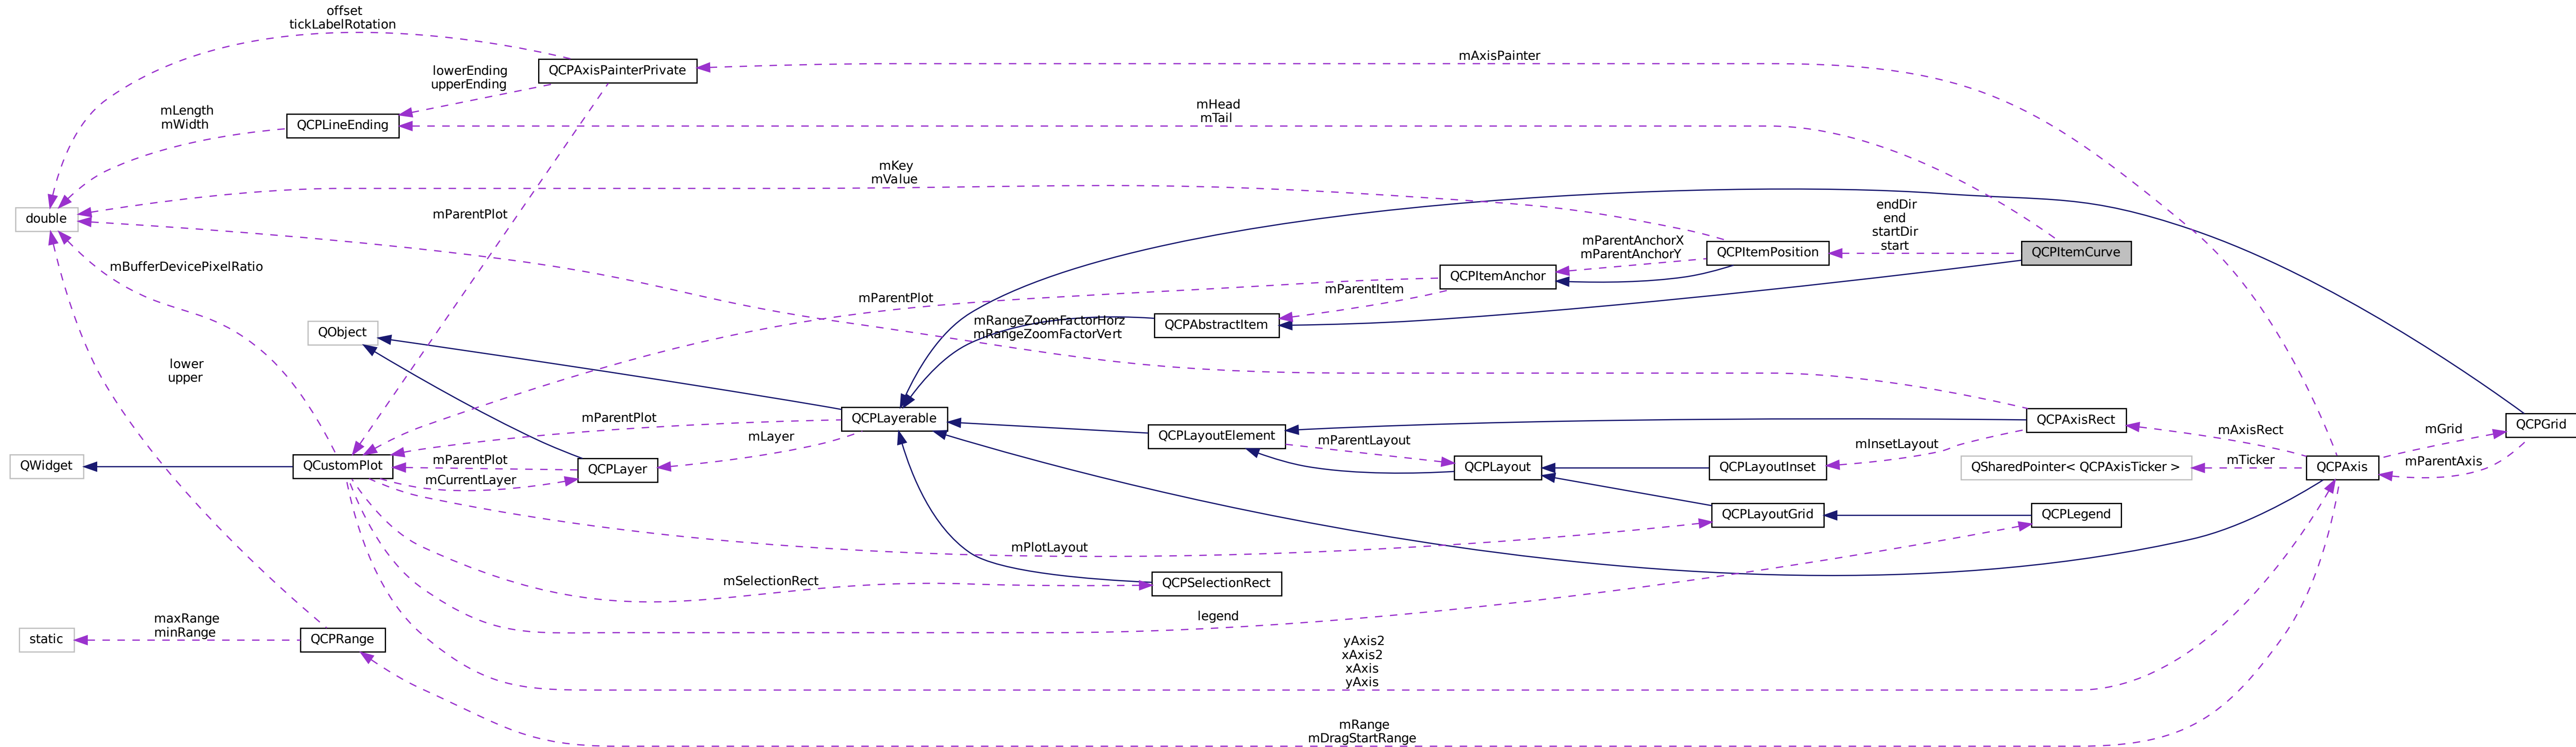 offset
tickLabelRotation
QCPAxisPainterPrivate
mAxisPainter
lowerEnding
upperEnding
mLength
mWidth
QCPLineEnding
mHead
mTail
mKey
mValue
double
mParentPlot
endDir
end
startDir
start
mParentAnchorX
mParentAnchorY
QCPItemPosition
QCPItemCurve
mBufferDevicePixelRatio
QCPItemAnchor
mParentPlot
mParentItem
QObject
mRangeZoomFactorHorz
mRangeZoomFactorVert
QCPAbstractItem
lower
upper
mParentPlot
QCPLayerable
QCPAxisRect
QCPGrid
mLayer
QCPLayoutElement
mParentLayout
mInsetLayout
mAxisRect
mGrid
QWidget
QCustomPlot
mParentPlot
mCurrentLayer
QCPLayer
QCPLayout
QCPLayoutInset
QSharedPointer< QCPAxisTicker >
mTicker
QCPAxis
mParentAxis
QCPLayoutGrid
QCPLegend
mPlotLayout
mSelectionRect
QCPSelectionRect
legend
maxRange
minRange
static
QCPRange
yAxis2
xAxis2
xAxis
yAxis
mRange
mDragStartRange